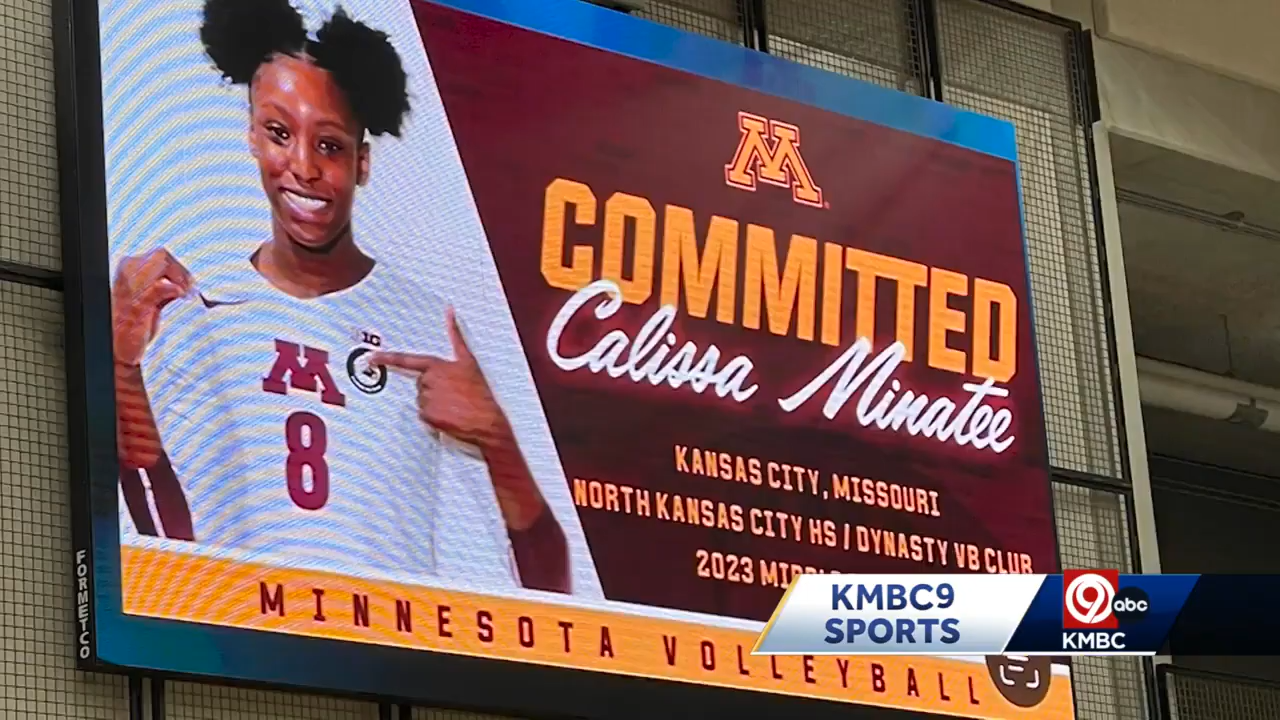 M
COMMITTED
Calissa Minatee
KANSAS CITY, MISSOURI
NORTH KANSAS CITY HS / DYNASTY VB CLUB
2023
B1G
M
8
MINNESOTA VOLLEYBALL
FORMETCO
KMBC9
SPORTS
9
abc
KMBC